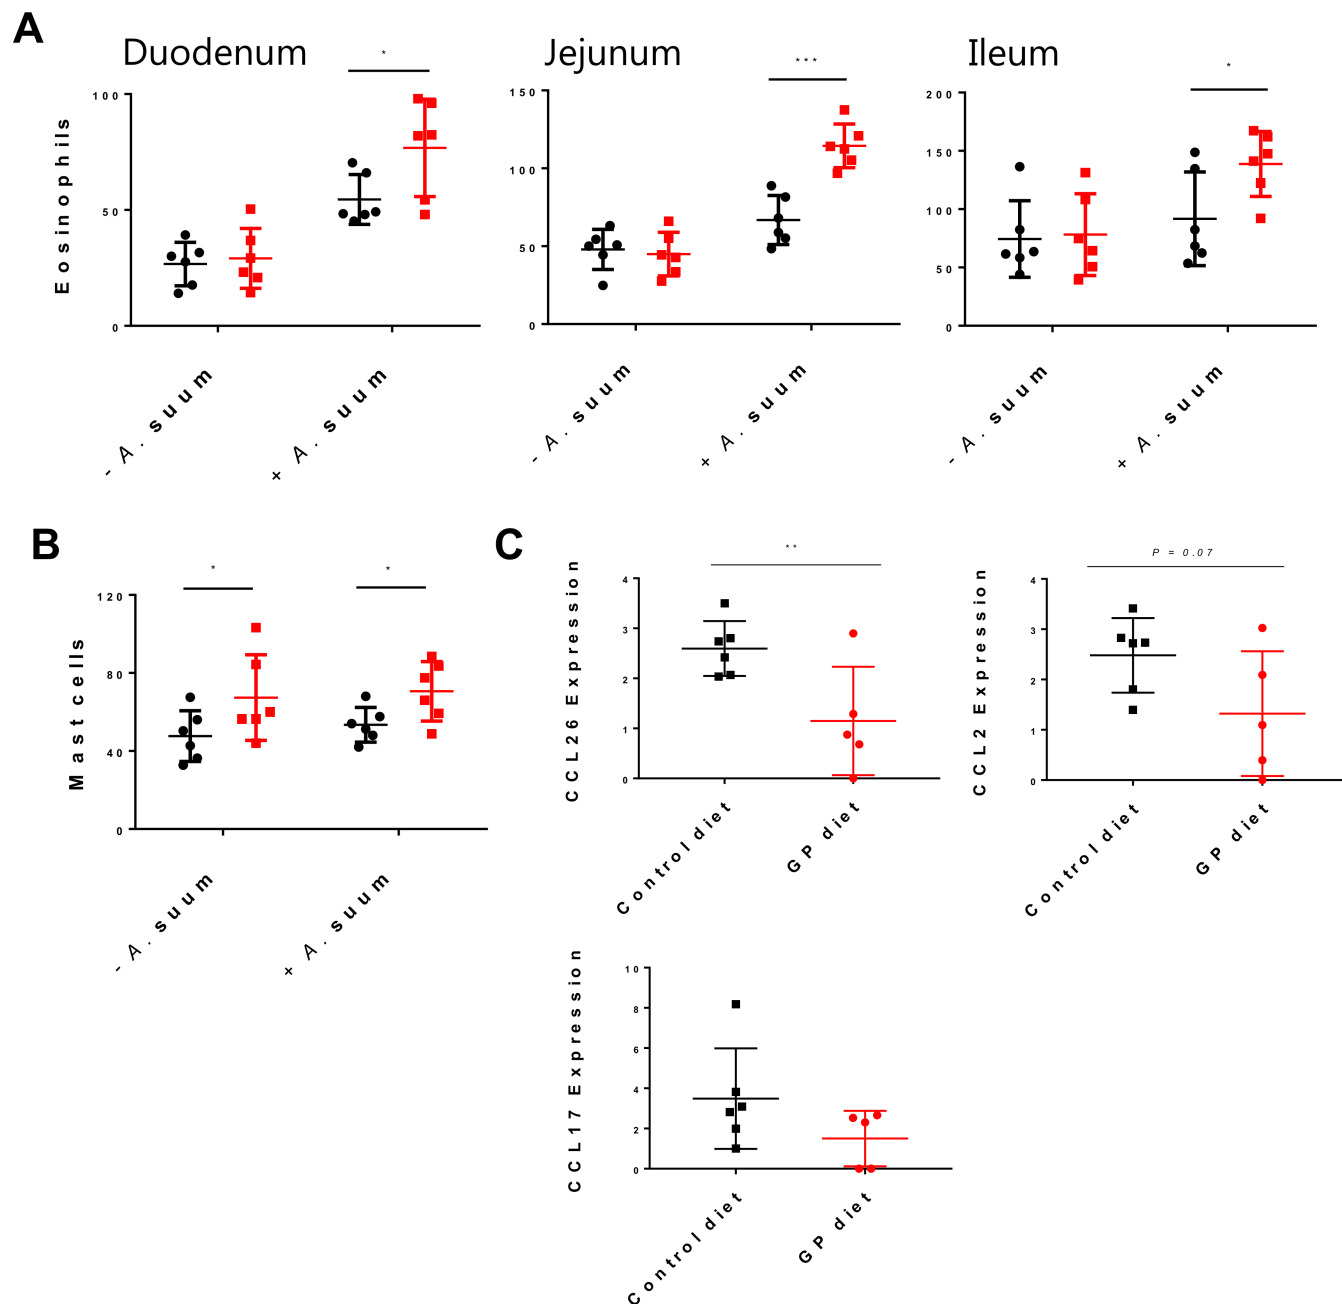 A
Duodenum
Jejunum
Ileum
*
***
*
Eosinophils
100
50
0
150
100
50
0
200
150
100
50
0
- A. suum
+ A. suum
- A. suum
+ A. suum
- A. suum
+ A. suum
B
*
*
Mast cells
120
80
40
0
- A. suum
+ A. suum
C
**
CCL26 Expression
4
3
2
1
0
Control diet
GP diet
P = 0.07
CCL2 Expression
4
3
2
1
0
Control diet
GP diet
CCL17 Expression
10
8
6
4
2
0
Control diet
GP diet